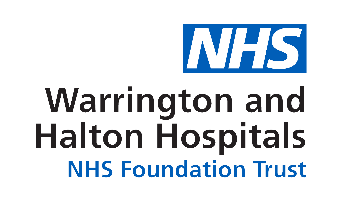 NHS
Warrington and
Halton Hospitals
NHS Foundation Trust